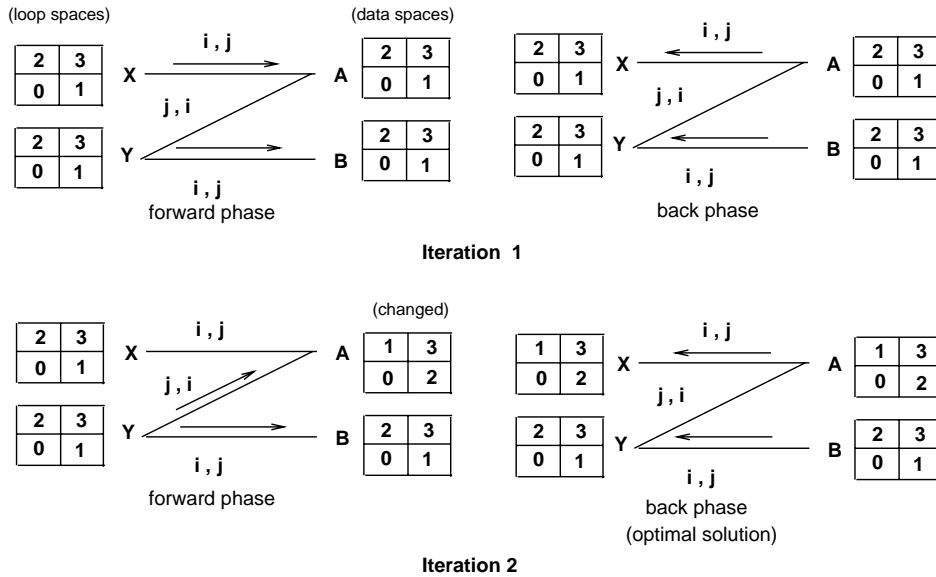 (loop spaces)
(data spaces)
i , j
2 3
0 1
X
A
2 3
0 1
j , i
2 3
0 1
Y
B
2 3
0 1
i , j
forward phase
i , j
2 3
0 1
X
A
2 3
0 1
j , i
2 3
0 1
Y
B
2 3
0 1
i , j
back phase
Iteration 1
(changed)
i , j
2 3
0 1
X
A
1 3
0 2
j , i
2 3
0 1
Y
B
2 3
0 1
i , j
forward phase
i , j
1 3
0 2
X
A
1 3
0 2
j , i
2 3
0 1
Y
B
2 3
0 1
i , j
back phase
(optimal solution)
Iteration 2